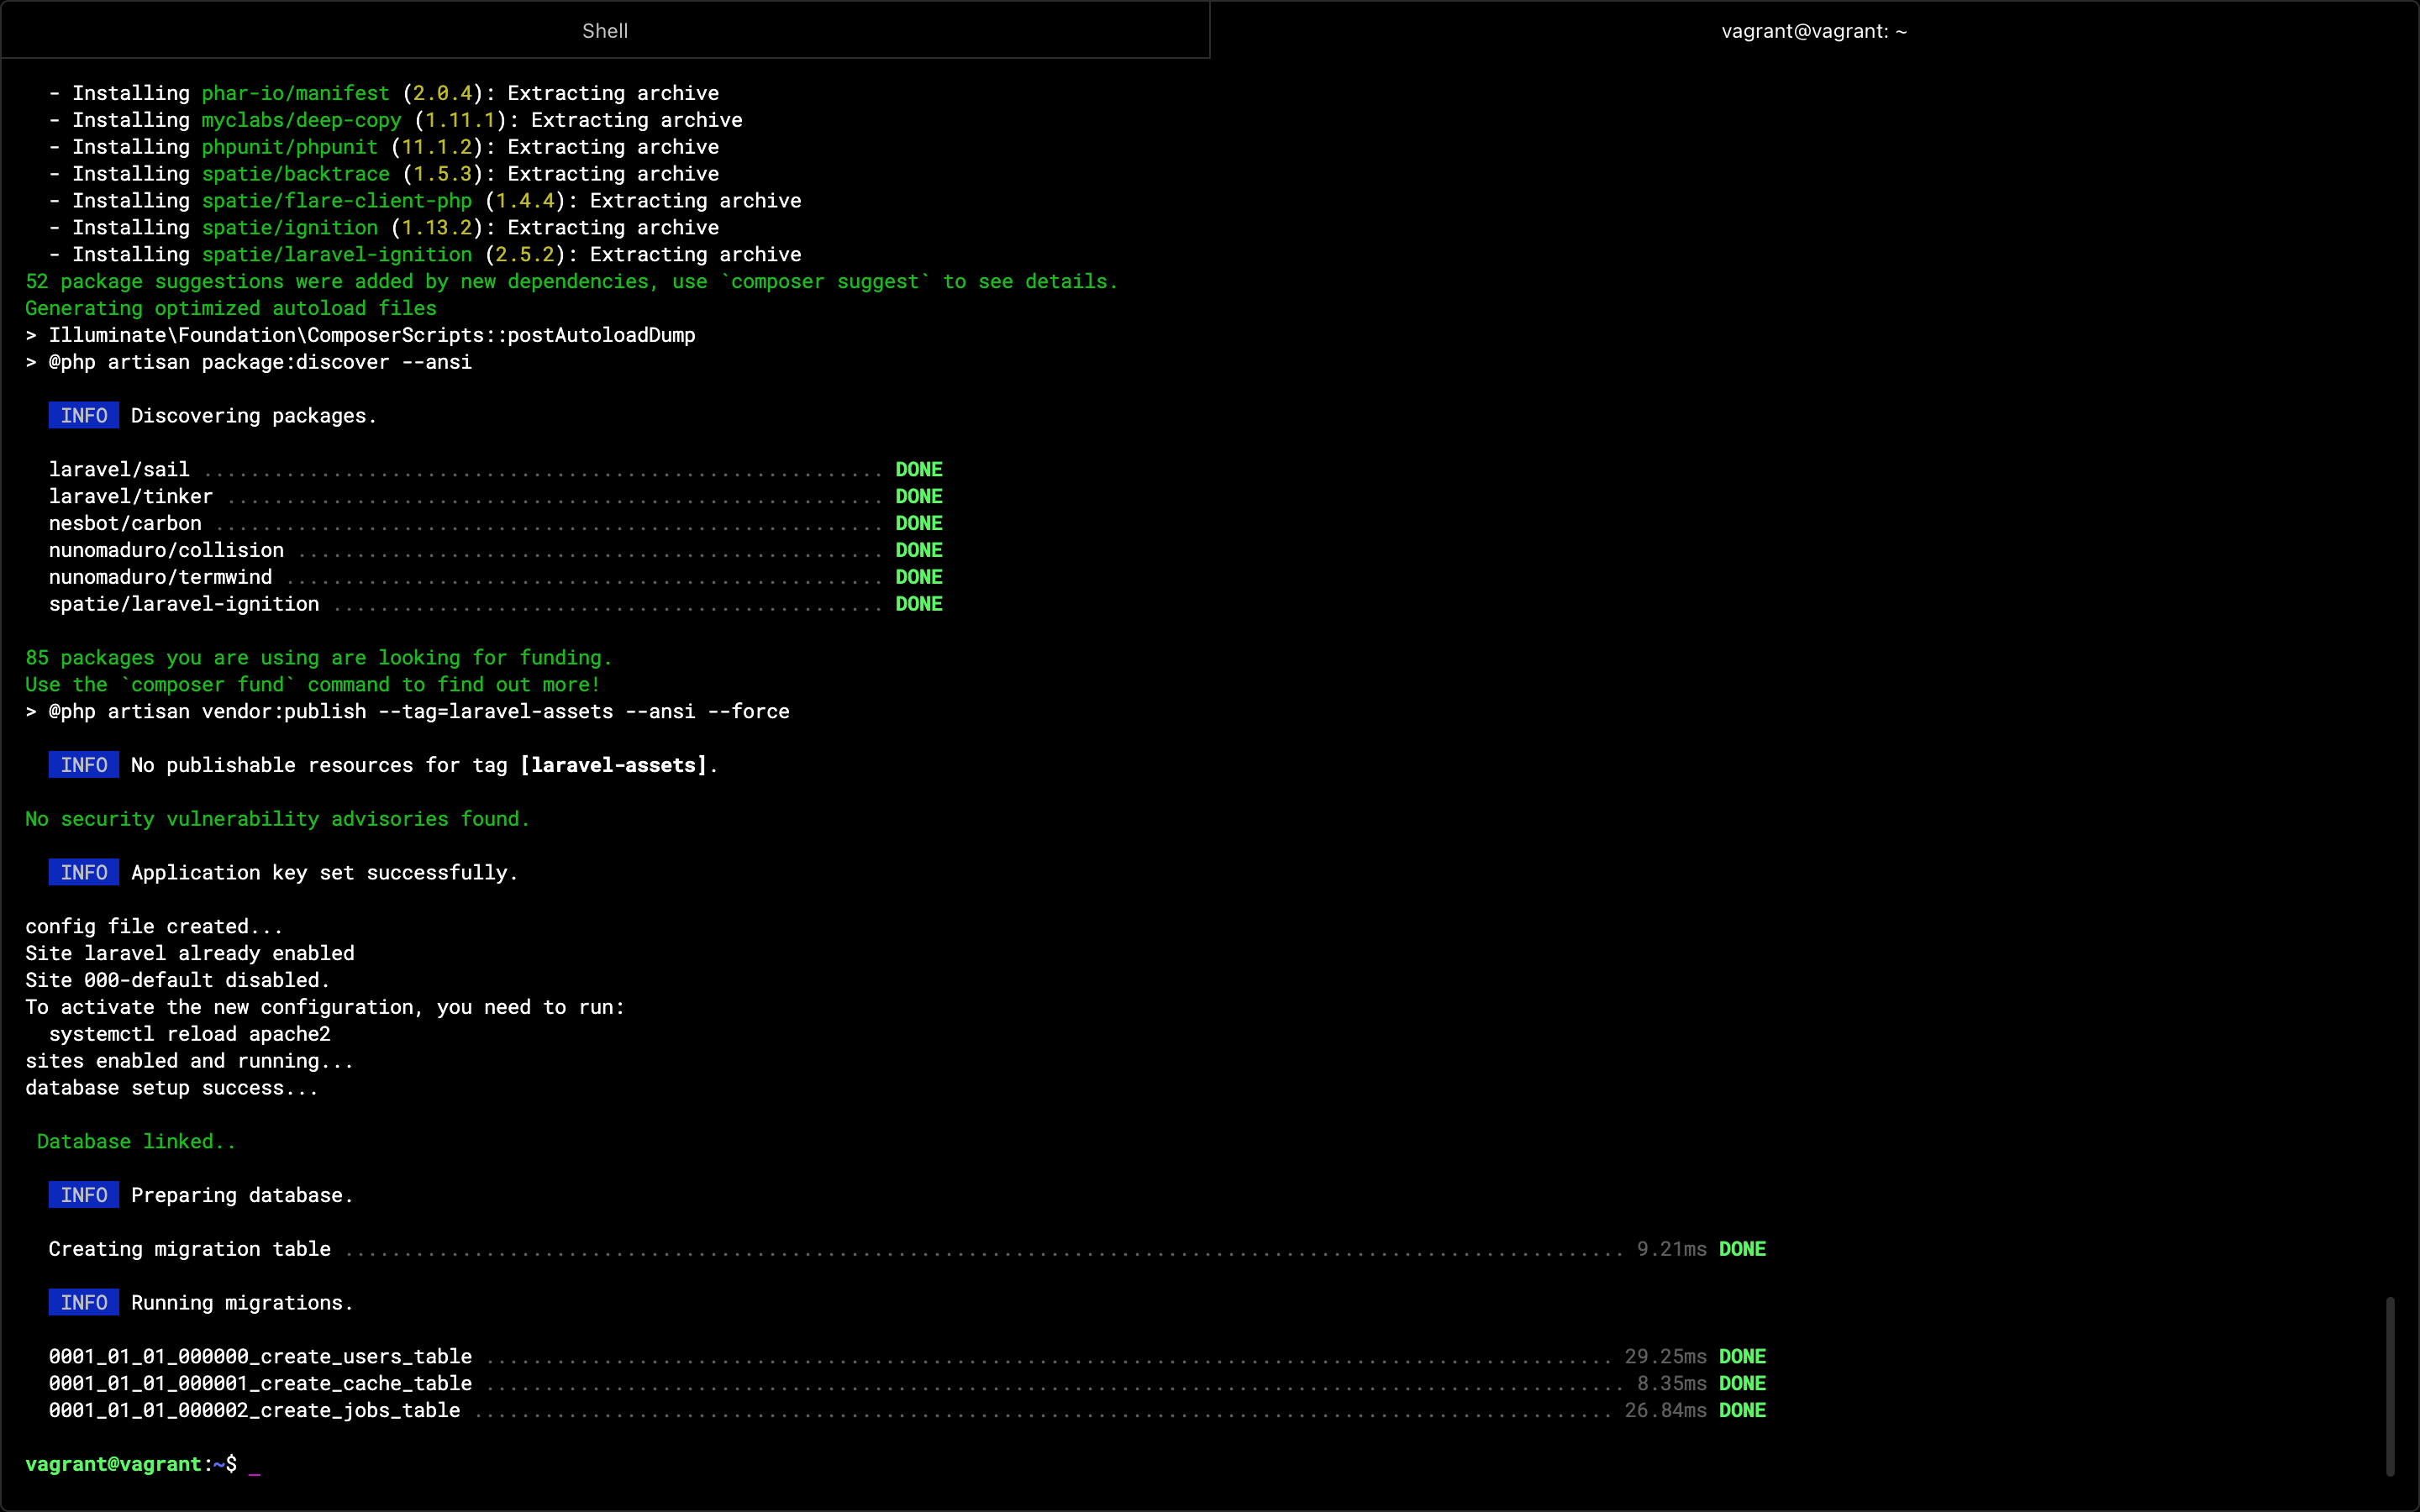 Shell
vagrant@vagrant: ~
- Installing phar-io/manifest (2.0.4): Extracting archive
- Installing myclabs/deep-copy (1.11.1): Extracting archive
- Installing phpunit/phpunit (11.1.2): Extracting archive
- Installing spatie/backtrace (1.5.3): Extracting archive
- Installing spatie/flare-client-php (1.4.4): Extracting archive
- Installing spatie/ignition (1.13.2): Extracting archive
- Installing spatie/laravel-ignition (2.5.2): Extracting archive
52 package suggestions were added by new dependencies, use `composer suggest` to see details.
Generating optimized autoload files
> Illuminate\Foundation\ComposerScripts::postAutoloadDump
> @php artisan package:discover --ansi
INFO Discovering packages.
laravel/sail .......................................................... DONE
laravel/tinker ........................................................ DONE
nesbot/carbon ......................................................... DONE
nunomaduro/collision .................................................. DONE
nunomaduro/termwind ................................................... DONE
spatie/laravel-ignition ............................................... DONE
85 packages you are using are looking for funding.
Use the `composer fund` command to find out more!
> @php artisan vendor:publish --tag=laravel-assets --ansi --force
INFO No publishable resources for tag [laravel-assets].
No security vulnerability advisories found.
INFO Application key set successfully.
config file created...
Site laravel already enabled
Site 000-default disabled.
To activate the new configuration, you need to run:
systemctl reload apache2
sites enabled and running...
database setup success...
Database linked..
INFO Preparing database.
Creating migration table ............................................................................................................. 9.21ms DONE
INFO Running migrations.
0001_01_01_000000_create_users_table ................................................................................................ 29.25ms DONE
0001_01_01_000001_create_cache_table ................................................................................................. 8.35ms DONE
0001_01_01_000002_create_jobs_table ................................................................................................. 26.84ms DONE
vagrant@vagrant:~$ _